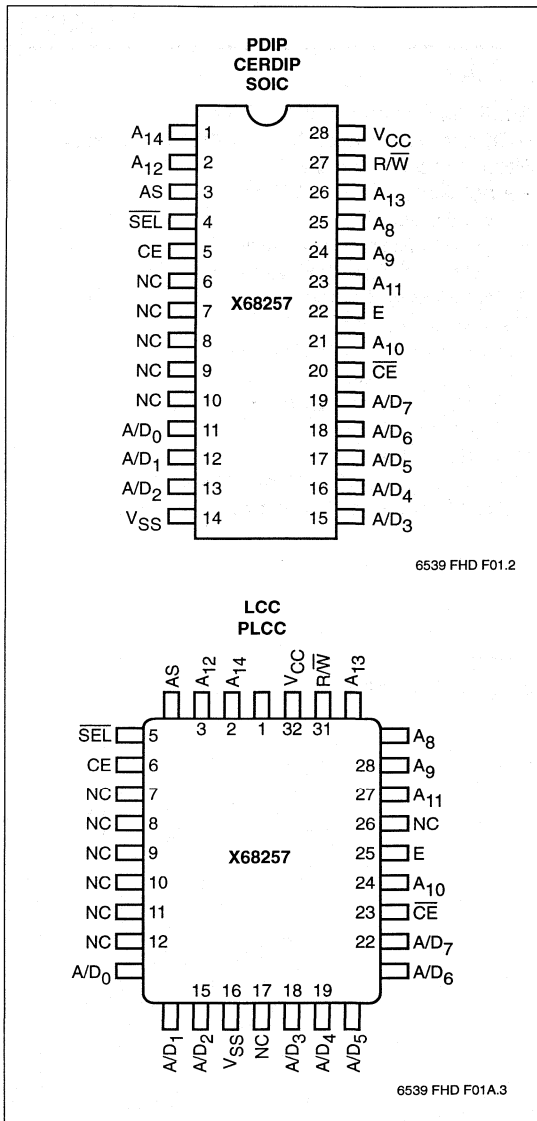 PDIP
CERDIP
SOIC
A14 1 28 VCC
A12 2 27 R/W̅
AS 3 26 A13
S̅E̅L̅ 4 25 A8
CE 5 24 A9
NC 6 23 A11
NC 7 X68257 22 E
NC 8 21 A10
NC 9 20 C̅E̅
NC 10 19 A/D7
A/D0 11 18 A/D6
A/D1 12 17 A/D5
A/D2 13 16 A/D4
VSS 14 15 A/D3
6539 FHD F01.2
LCC
PLCC
AS A12 A14 VCC R/W̅ A13
3 2 1 32 31
S̅E̅L̅ 5 A8
CE 6 28 A9
NC 7 27 A11
NC 8 26 NC
NC 9 X68257 25 E
NC 10 24 A10
NC 11 23 C̅E̅
NC 12 22 A/D7
A/D0 A/D6
15 16 17 18 19
A/D1 A/D2 VSS NC A/D3 A/D4 A/D5
6539 FHD F01A.3